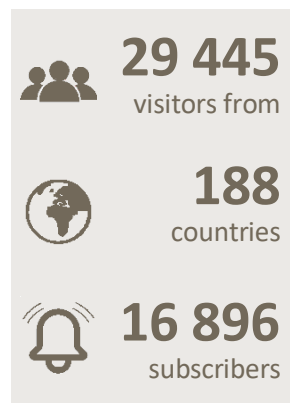 29 445
visitors from
188
countries
16 896
subscribers